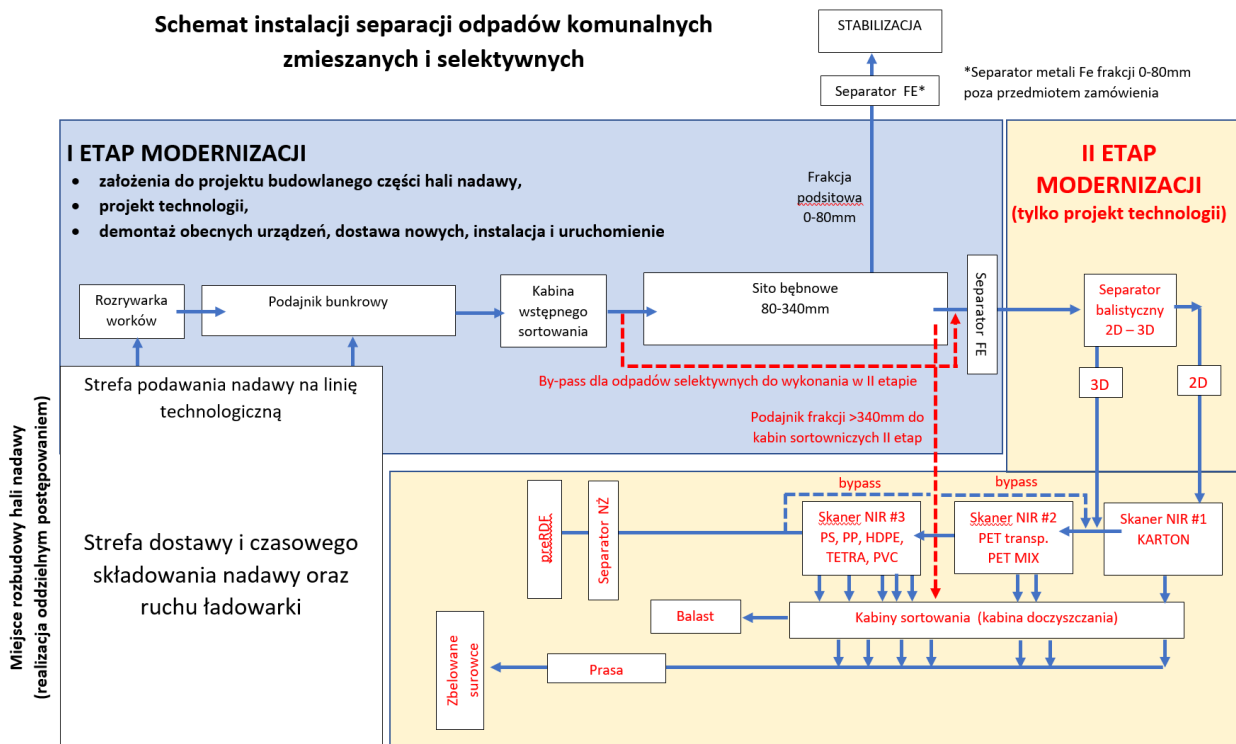 Schemat instalacji separacji odpadów komunalnych
zmieszanych i selektywnych
STABILIZACJA
Separator FE*
*Separator metali Fe frakcji 0-80mm
poza przedmiotem zamówienia
I ETAP MODERNIZACJI
• założenia do projektu budowlanego części hali nadawy,
• projekt technologii,
• demontaż obecnych urządzeń, dostawa nowych, instalacja i uruchomienie
Frakcja
podsitowa
0-80mm
II ETAP
MODERNIZACJI
(tylko projekt technologii)
Rozrywarka
worków
Podajnik bunkrowy
Kabina
wstępnego
sortowania
Sito bębnowe
80-340mm
Separator FE
Separator
balistyczny
2D – 3D
By-pass dla odpadów selektywnych do wykonania w II etapie
3D
2D
Strefa podawania nadawy na linię
technologiczną
Podajnik frakcji >340mm do
kabin sortowniczych II etap
Miejsce rozbudowy hali nadawy
(realizacja oddzielnym postępowaniem)
Strefa dostawy i czasowego
składowania nadawy oraz
ruchu ładowarki
bypass
bypass
preRDF
Separator NŻ
Skaner NIR #3
PS, PP, HDPE,
TETRA, PVC
Skaner NIR #2
PET transp.
PET MIX
Skaner NIR #1
KARTON
Balast
Kabiny sortowania (kabina doczyszczania)
Zbelowane
surowce
Prasa